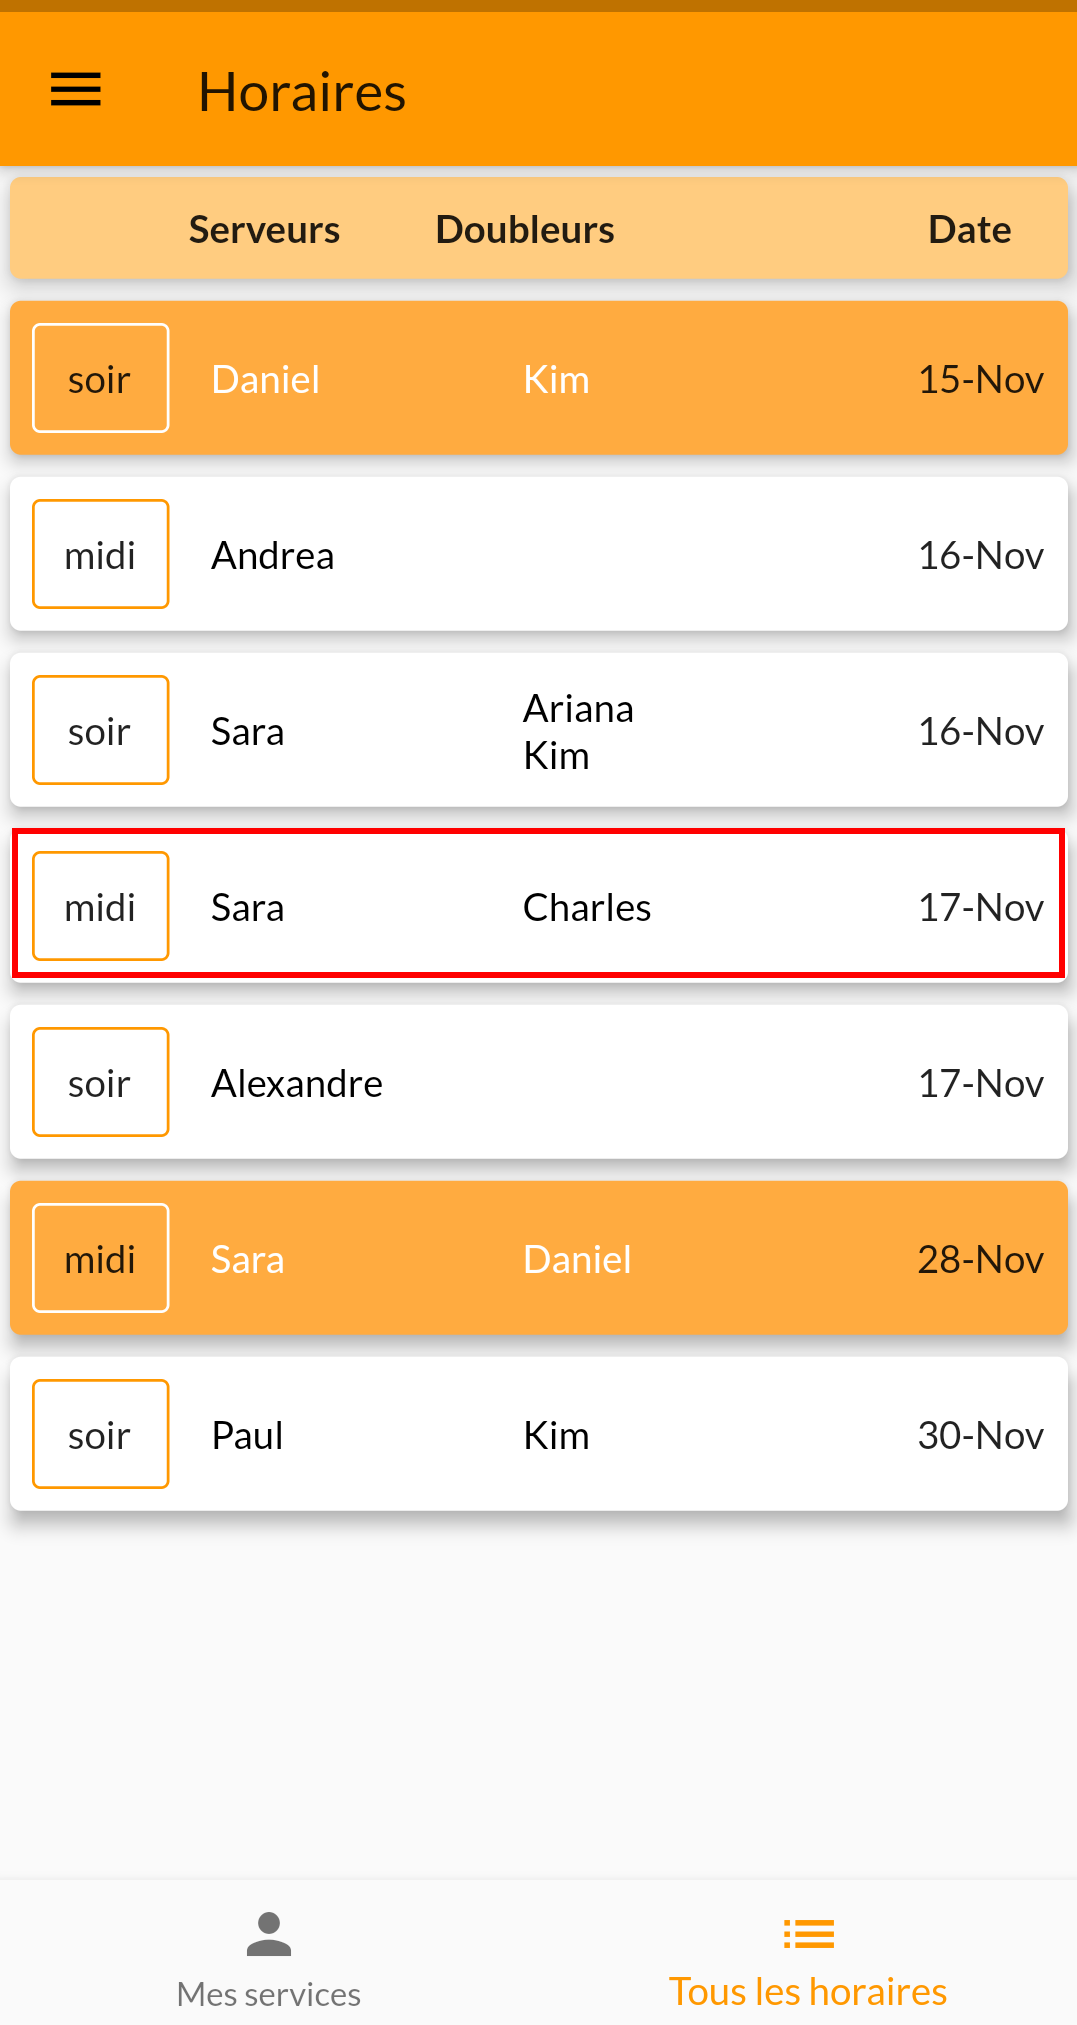 Horaires
Serveurs Doubleurs Date
soir Daniel Kim 15-Nov
midi Andrea 16-Nov
soir Sara Ariana Kim 16-Nov
midi Sara Charles 17-Nov
soir Alexandre 17-Nov
midi Sara Daniel 28-Nov
soir Paul Kim 30-Nov
Mes services Tous les horaires